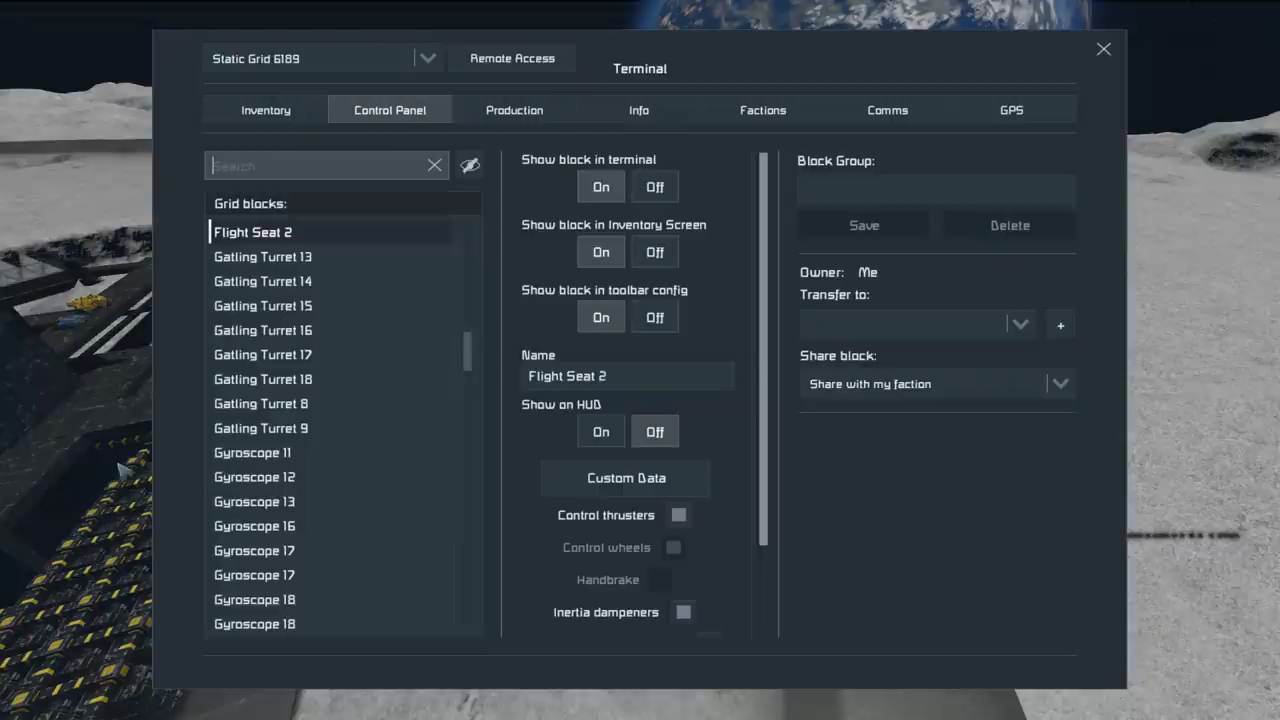 Static Grid 6189
Remote Access
Terminal
Inventory
Control Panel
Production
Info
Factions
Comms
GPS
Search
Grid blocks:
Flight Seat 2
Gatling Turret 13
Gatling Turret 14
Gatling Turret 15
Gatling Turret 16
Gatling Turret 17
Gatling Turret 18
Gatling Turret 8
Gatling Turret 9
Gyroscope 11
Gyroscope 12
Gyroscope 13
Gyroscope 16
Gyroscope 17
Gyroscope 17
Gyroscope 18
Gyroscope 18
Show block in terminal
On Off
Show block in Inventory Screen
On Off
Show block in toolbar config
On Off
Name
Flight Seat 2
Show on HUD
On Off
Custom Data
Control thrusters
Control wheels
Handbrake
Inertia dampeners
Block Group:
Save Delete
Owner: Me
Transfer to:
+
Share block:
Share with my faction